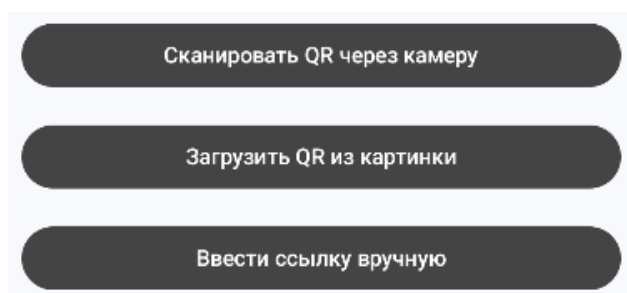 Сканировать QR через камеру
Загрузить QR из картинки
Ввести ссылку вручную